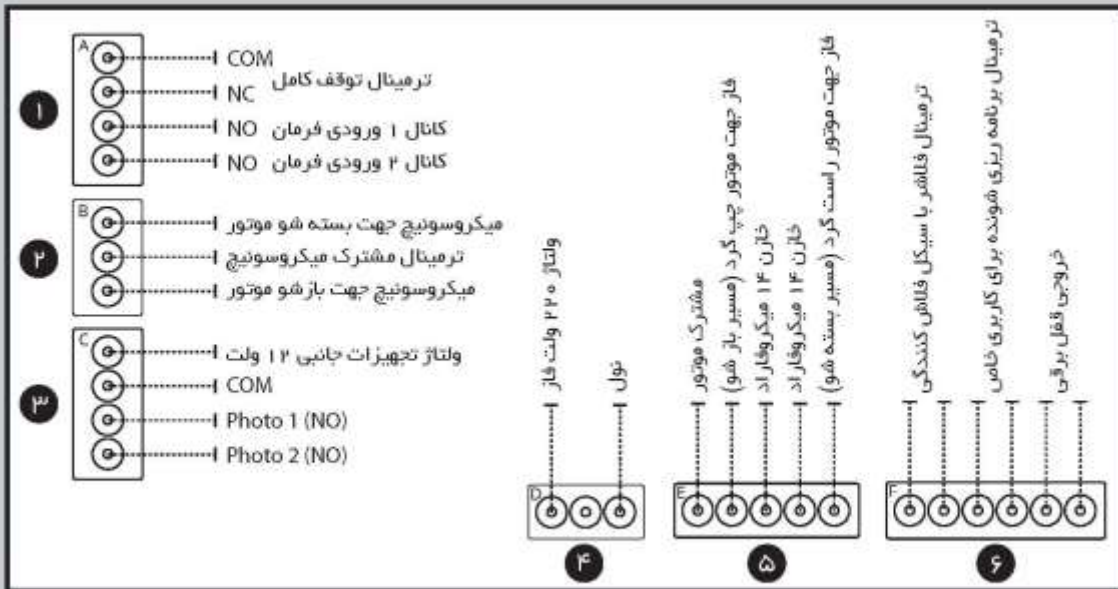 ۱
A
COM
ترمینال توقف کامل
NC
کانال ۱ ورودی فرمان NO
کانال ۲ ورودی فرمان NO
۲
B
میکروسوئیچ جهت بسته شو موتور
ترمینال مشترک میکروسوئیچ
میکروسوئیچ جهت باز شو موتور
۳
C
ولتاژ تجهیزات جانبی ۱۲ ولت
COM
Photo 1 (NO)
Photo 2 (NO)
D
ولتاژ ۲۲۰ ولت فاز
نول
۴
E
مشترک موتور
فاز جهت موتور چپ گرد (مسیر باز شو)
خازن ۱۴ میکروفاراد
خازن ۱۴ میکروفاراد
فاز جهت موتور راست گرد (مسیر بسته شو)
۵
F
ترمینال فلاشر با سیکل فلاش کنندگی
ترمینال برنامه ریزی شونده برای کاربری خاص
خروجی قفل برقی
۶